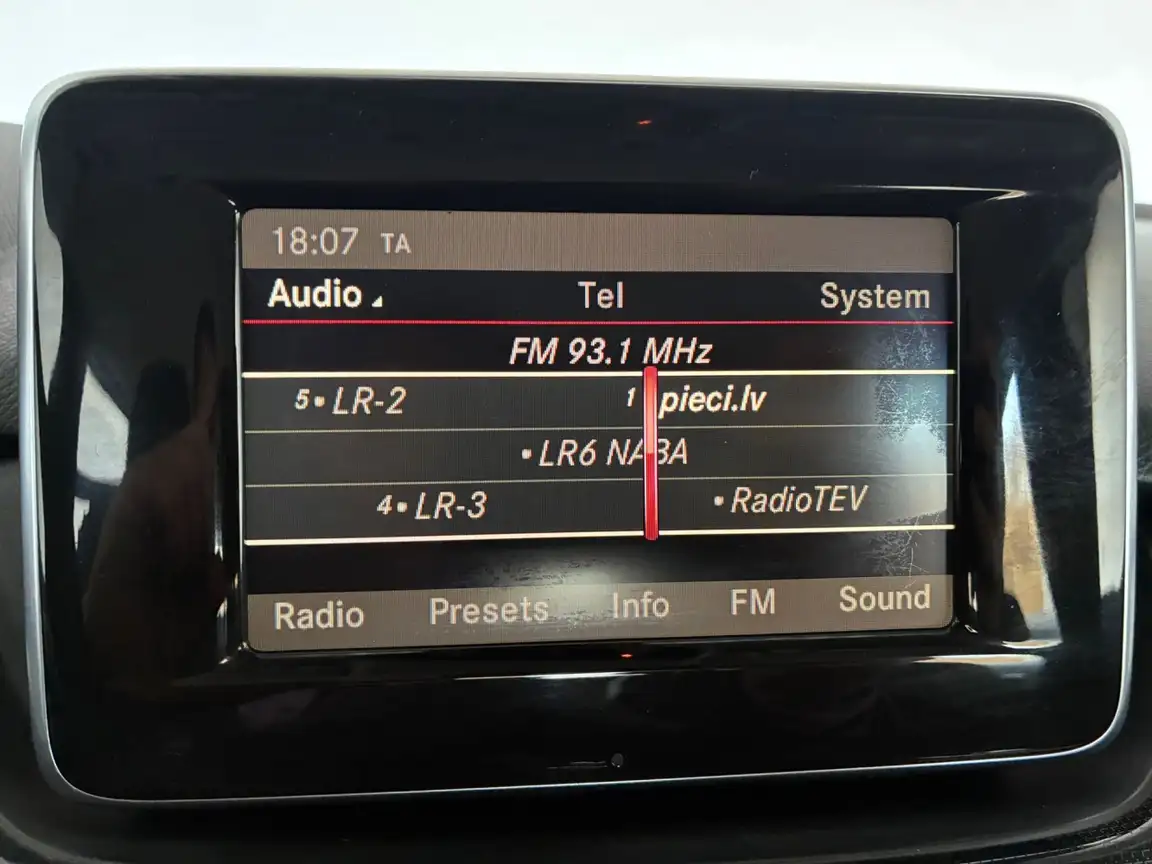 18:07 TA
Audio Tel System
FM 93.1 MHz
5 • LR-2 1 pieci.lv
• LR6 NABA
4 • LR-3 • RadioTEV
Radio Presets Info FM Sound